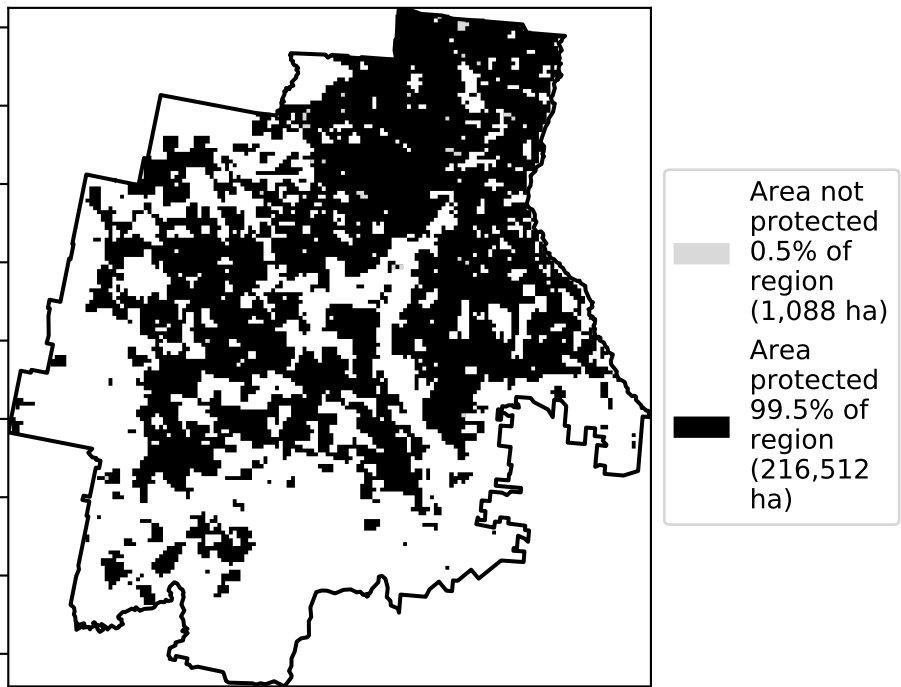 Area not
protected
0.5% of
region
(1,088 ha)
Area
protected
99.5% of
region
(216,512
ha)